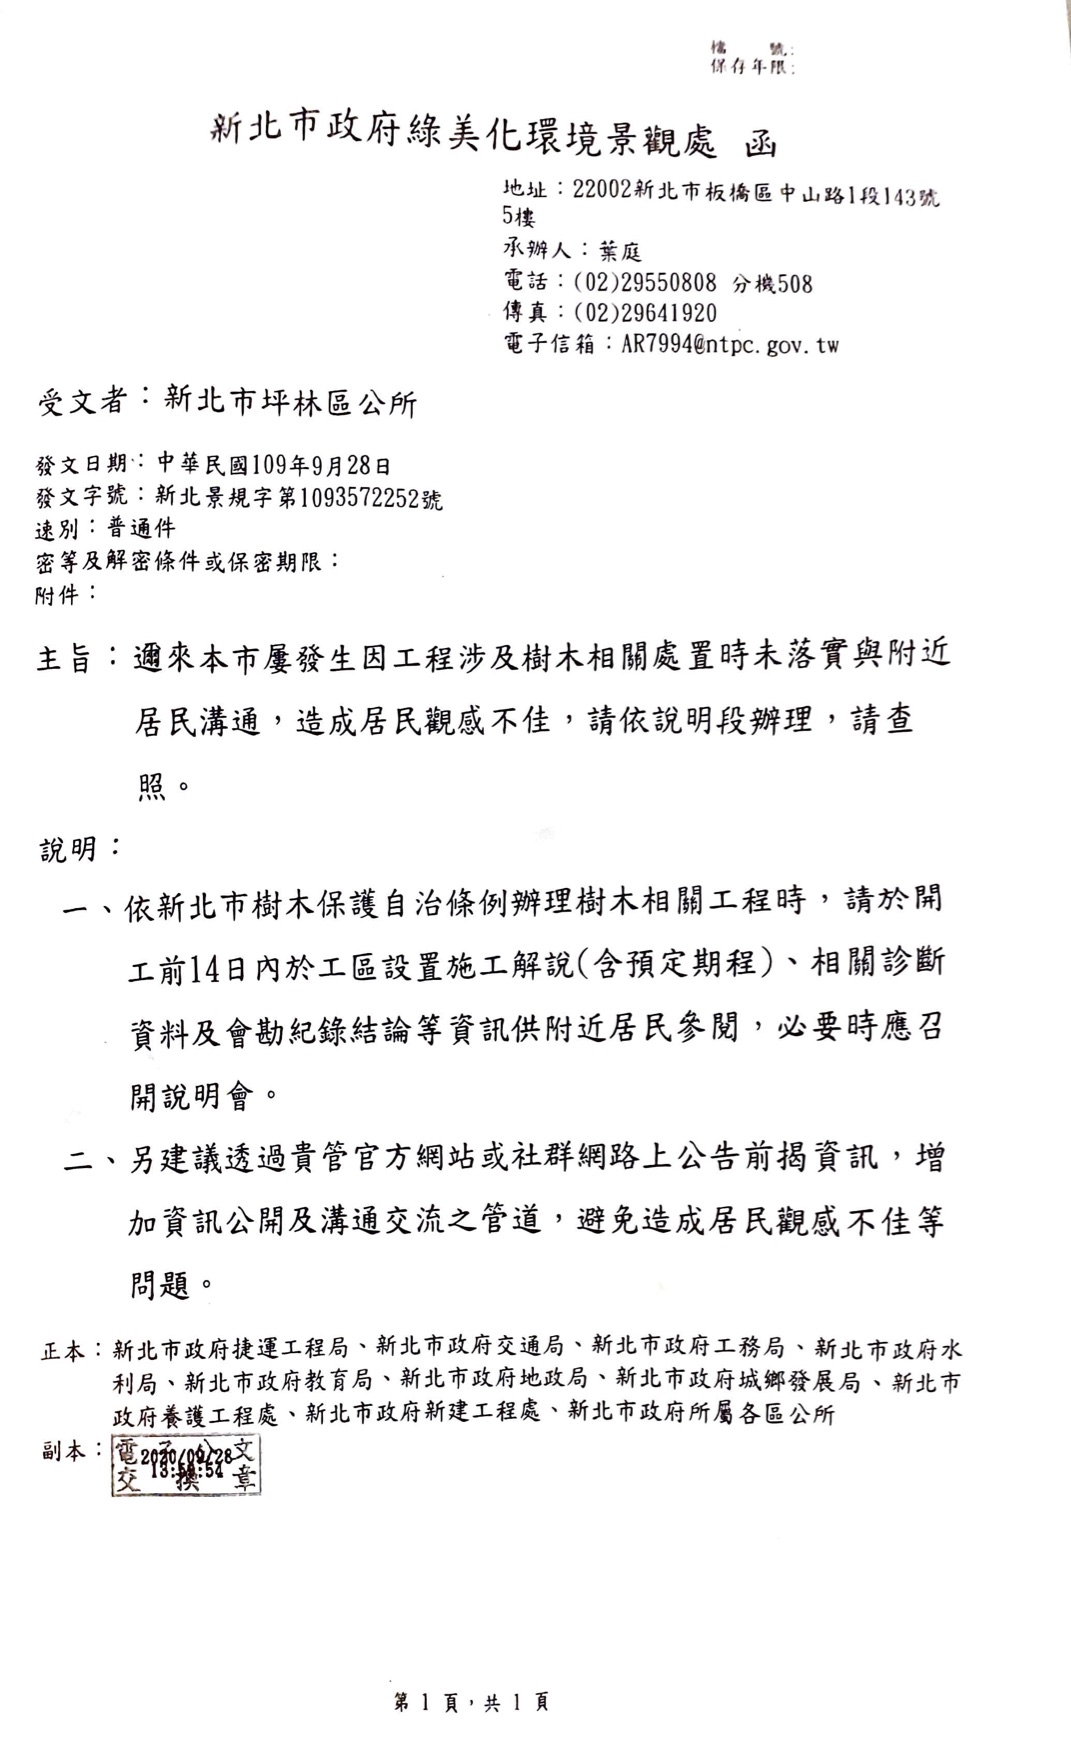 檔　　號：
保存年限：
新北市政府綠美化環境景觀處　函
地址：22002新北市板橋區中山路1段143號
5樓
承辦人：葉庭
電話：(02)29550808 分機508
傳真：(02)29641920
電子信箱：AR7994@ntpc.gov.tw
受文者：新北市坪林區公所
發文日期：中華民國109年9月28日
發文字號：新北景規字第1093572252號
速別：普通件
密等及解密條件或保密期限：
附件：
主旨：邇來本市屢發生因工程涉及樹木相關處置時未落實與附近
居民溝通，造成居民觀感不佳，請依說明段辦理，請查
照。
說明：
一、依新北市樹木保護自治條例辦理樹木相關工程時，請於開
工前14日內於工區設置施工解說(含預定期程)、相關診斷
資料及會勘紀錄結論等資訊供附近居民參閱，必要時應召
開說明會。
二、另建議透過貴管官方網站或社群網路上公告前揭資訊，增
加資訊公開及溝通交流之管道，避免造成居民觀感不佳等
問題。
正本：新北市政府捷運工程局、新北市政府交通局、新北市政府工務局、新北市政府水
利局、新北市政府教育局、新北市政府地政局、新北市政府城鄉發展局、新北市
政府養護工程處、新北市政府新建工程處、新北市政府所屬各區公所
副本：
電子公文
2020/09/28
13:50:54
交換章
第 1 頁，共 1 頁